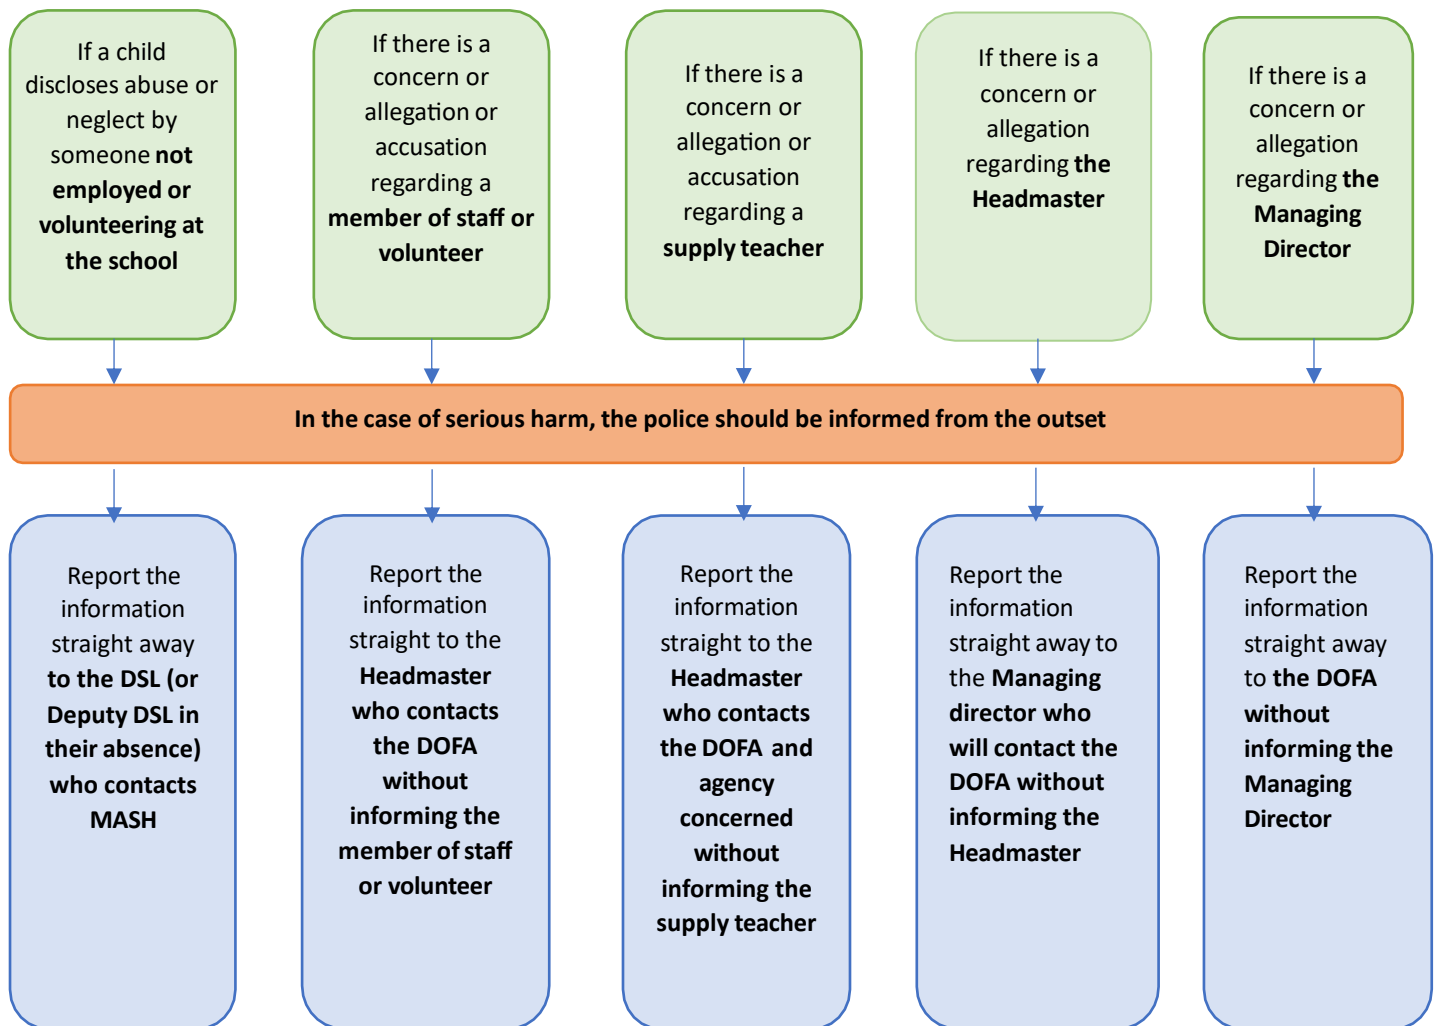 If a child
discloses abuse or
neglect by
someone not
employed or
volunteering at
the school
If there is a
concern or
allegation or
accusation
regarding a
member of staff or
volunteer
If there is a
concern or
allegation or
accusation
regarding a
supply teacher
If there is a
concern or
allegation
regarding the
Headmaster
If there is a
concern or
allegation
regarding the
Managing
Director
In the case of serious harm, the police should be informed from the outset
Report the
information
straight away
to the DSL (or
Deputy DSL in
their absence)
who contacts
MASH
Report the
information
straight to the
Headmaster
who contacts
the DOFA
without
informing the
member of staff
or volunteer
Report the
information
straight to the
Headmaster
who contacts
the DOFA and
agency
concerned
without
informing the
supply teacher
Report the
information
straight away to
the Managing
director who
will contact the
DOFA without
informing the
Headmaster
Report the
information
straight away
to the DOFA
without
informing the
Managing
Director